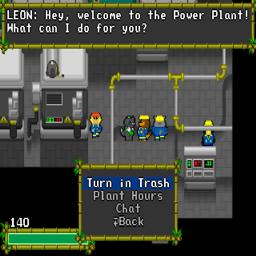 LEON: Hey, welcome to the Power Plant!
What can I do for you?
Turn in Trash
Plant Hours
Chat
Back
140